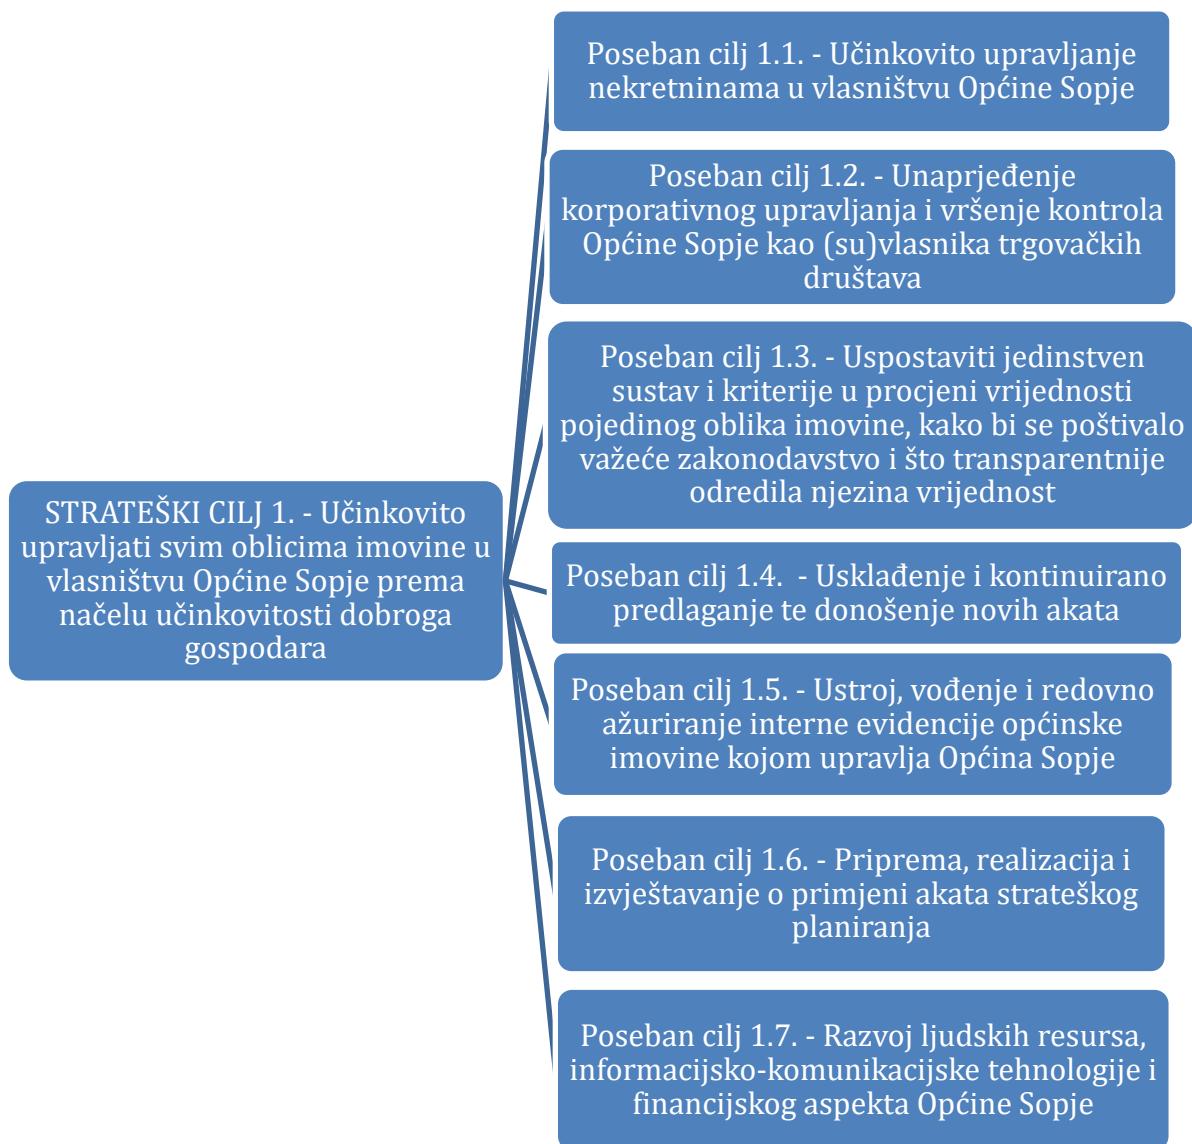 STRATEŠKI CILJ 1. - Učinkovito
upravljati svim oblicima imovine u
vlasništvu Općine Sopje prema
načelu učinkovitosti dobroga
gospodara
Poseban cilj 1.1. - Učinkovito upravljanje
nekretninama u vlasništvu Općine Sopje
Poseban cilj 1.2. - Unaprjeđenje
korporativnog upravljanja i vršenje kontrola
Općine Sopje kao (su)vlasnika trgovačkih
društava
Poseban cilj 1.3. - Uspostaviti jedinstven
sustav i kriterije u procjeni vrijednosti
pojedinog oblika imovine, kako bi se poštivalo
važeće zakonodavstvo i što transparentnije
odredila njezina vrijednost
Poseban cilj 1.4.  - Usklađenje i kontinuirano
predlaganje te donošenje novih akata
Poseban cilj 1.5. - Ustroj, vođenje i redovno
ažuriranje interne evidencije općinske
imovine kojom upravlja Općina Sopje
Poseban cilj 1.6. - Priprema, realizacija i
izvještavanje o primjeni akata strateškog
planiranja
Poseban cilj 1.7. - Razvoj ljudskih resursa,
informacijsko-komunikacijske tehnologije i
financijskog aspekta Općine Sopje